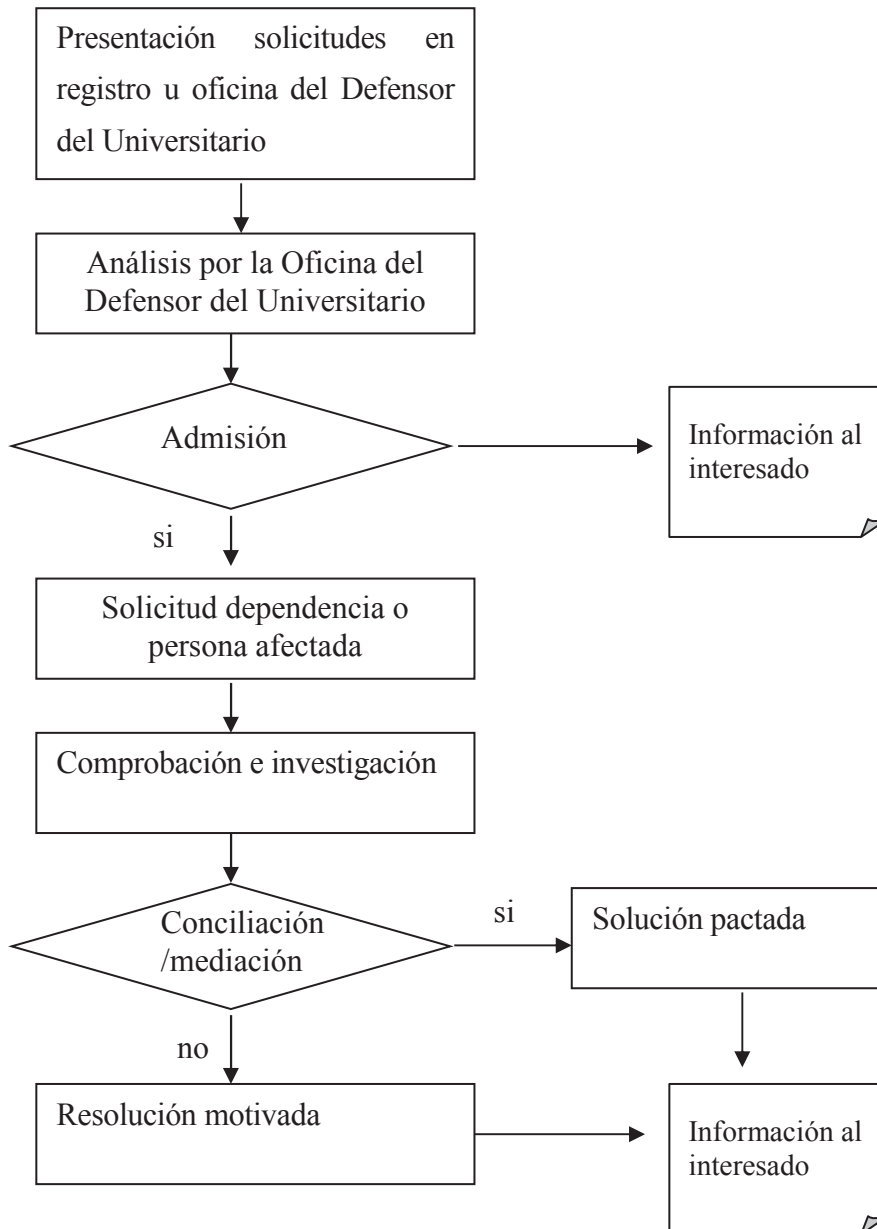 Presentación solicitudes en
registro u oficina del Defensor
del Universitario
Análisis por la Oficina del
Defensor del Universitario
Admisión
Información al
interesado
si
Solicitud dependencia o
persona afectada
Comprobación e investigación
Conciliación
/mediación
si
Solución pactada
no
Resolución motivada
Información al
interesado